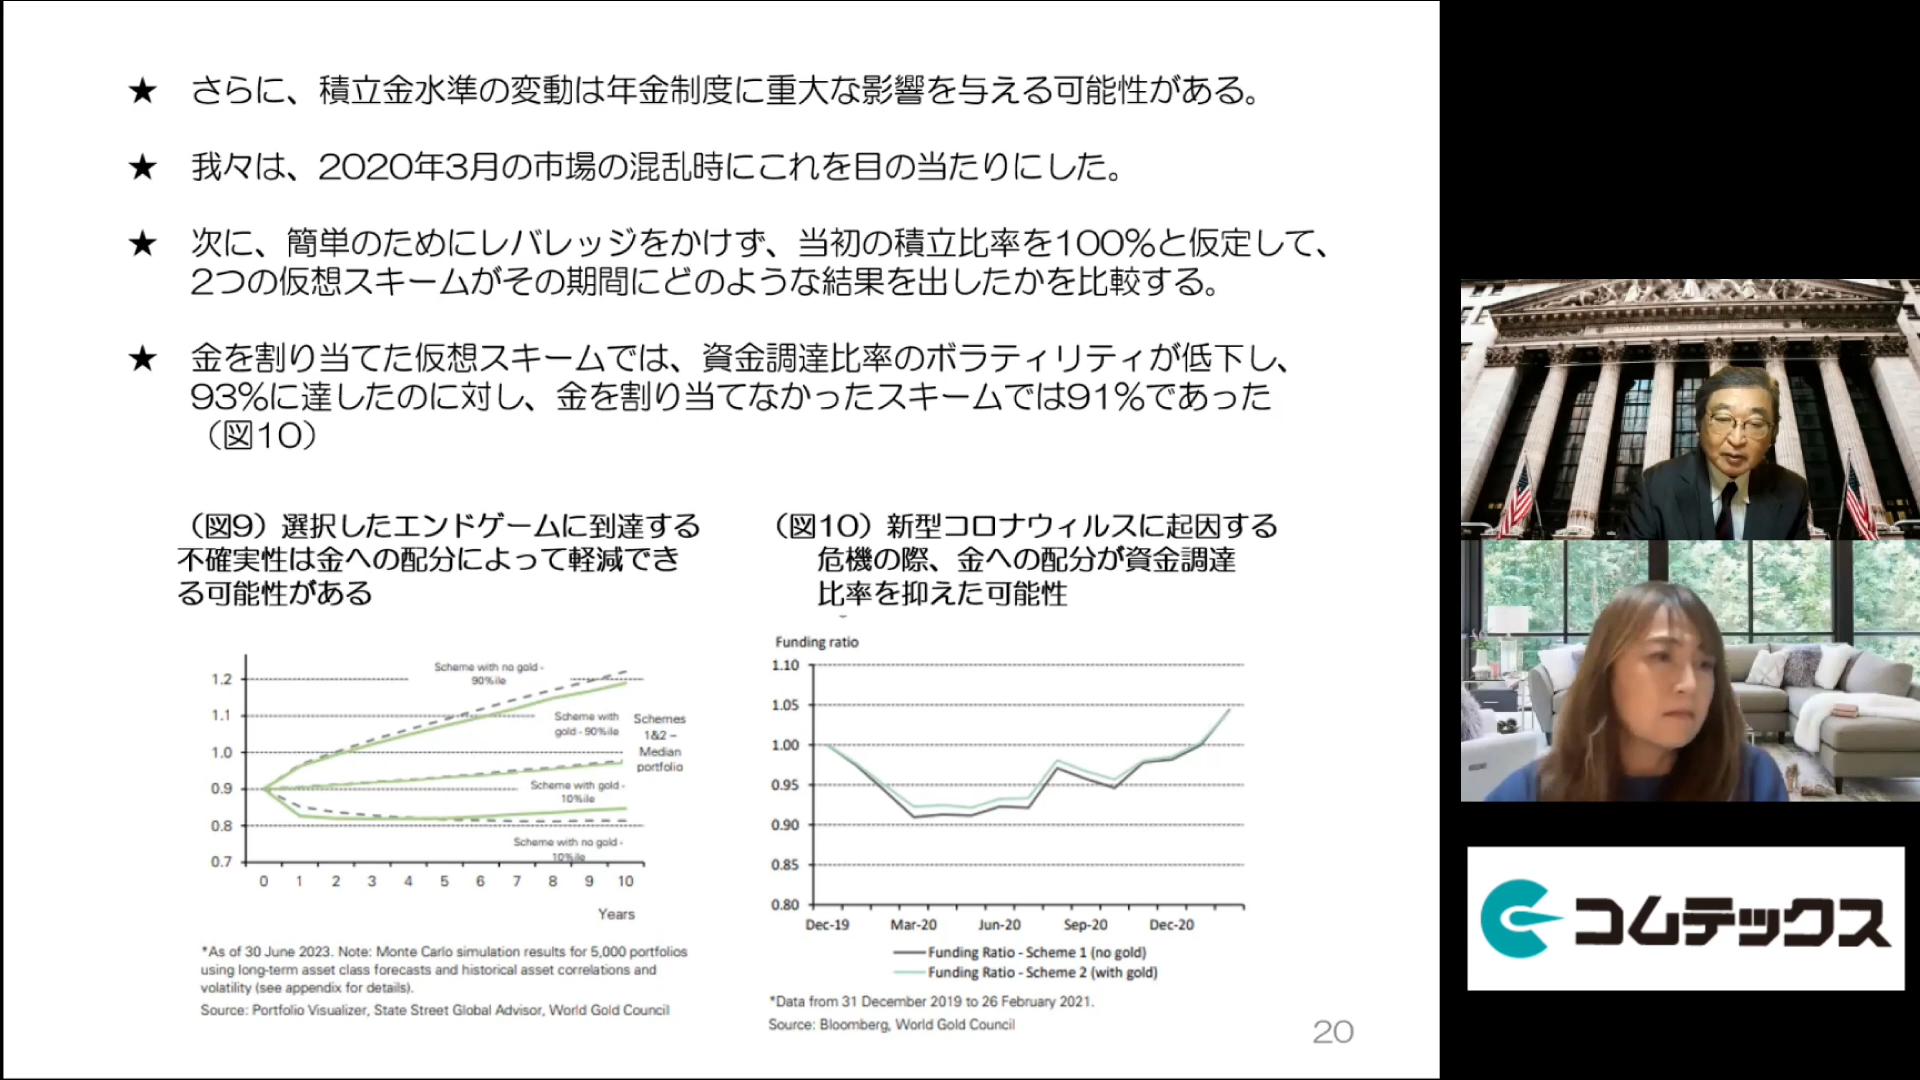 ★ さらに、積立金水準の変動は年金制度に重大な影響を与える可能性がある。
★ 我々は、2020年3月の市場の混乱時にこれを目の当たりにした。
★ 次に、簡単のためにレバレッジをかけず、当初の積立比率を100%と仮定して、
2つの仮想スキームがその期間にどのような結果を出したかを比較する。
★ 金を割り当てた仮想スキームでは、資金調達比率のボラティリティが低下し、
93%に達したのに対し、金を割り当てなかったスキームでは91%であった
（図10）
（図9）選択したエンドゲームに到達する
不確実性は金への配分によって軽減でき
る可能性がある
1.2
1.1
1.0
0.9
0.8
0.7
Scheme with no gold -
90%ile
Scheme with
gold - 90%ile
Schemes
1&2 –
Median
portfolio
Scheme with gold -
10%ile
Scheme with no gold -
10%ile
0 1 2 3 4 5 6 7 8 9 10
Years
*As of 30 June 2023. Note: Monte Carlo simulation results for 5,000 portfolios
using long-term asset class forecasts and historical asset correlations and
volatility (see appendix for details).
Source: Portfolio Visualizer, State Street Global Advisor, World Gold Council
（図10）新型コロナウィルスに起因する
危機の際、金への配分が資金調達
比率を抑えた可能性
Funding ratio
1.10
1.05
1.00
0.95
0.90
0.85
0.80
Dec-19 Mar-20 Jun-20 Sep-20 Dec-20
Funding Ratio - Scheme 1 (no gold)
Funding Ratio - Scheme 2 (with gold)
*Data from 31 December 2019 to 26 February 2021.
Source: Bloomberg, World Gold Council
20
コムテックス